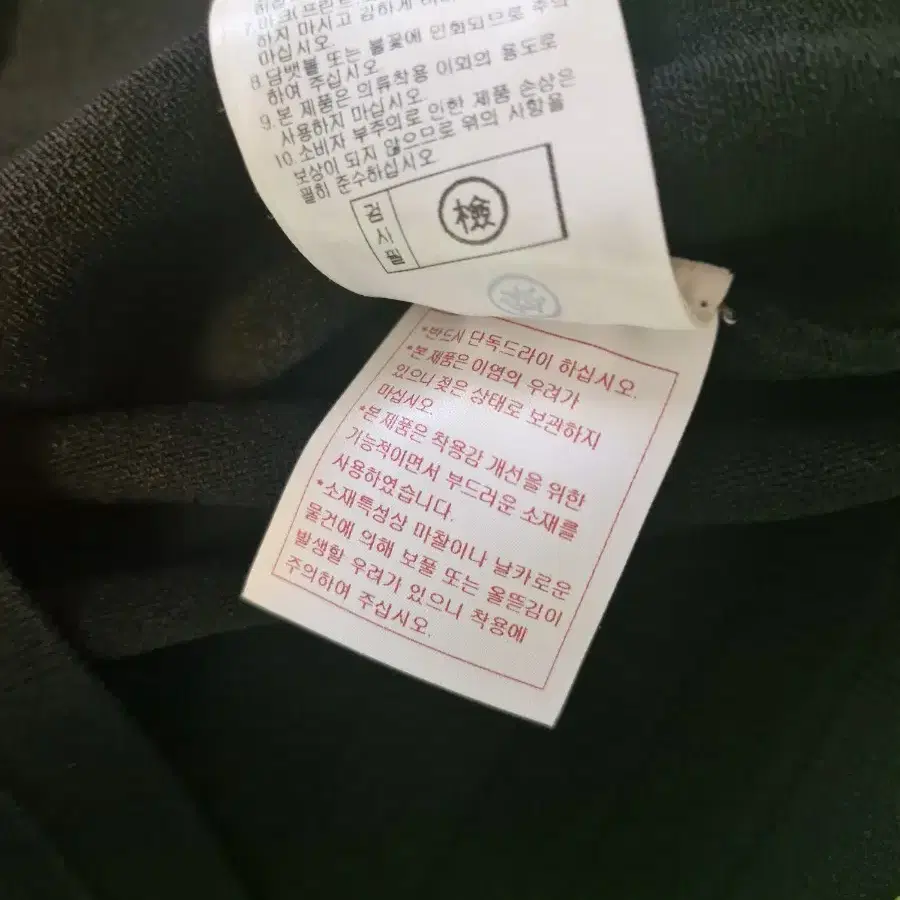 7.마크(프린트
하지 마시고 강하게
마십시오.
8.담뱃불 또는 불꽃에 인화되므로 주의
하여 주십시오.
9.본 제품은 의류착용 이외의 용도로
사용하지 마십시오.
10.소비자 부주의로 인한 제품 손상은
보상이 되지 않으므로 위의 사항을
필히 준수하십시오.
검사필
檢
*반드시 단독드라이 하십시오.
*본 제품은 이염의 우려가
있으니 젖은 상태로 보관하지
마십시오.
*본 제품은 착용감 개선을 위한
기능적이면서 부드러운 소재를
사용하였습니다.
*소재특성상 마찰이나 날카로운
물건에 의해 보풀 또는 올뜯김이
발생할 우려가 있으니 착용에
주의하여 주십시오.